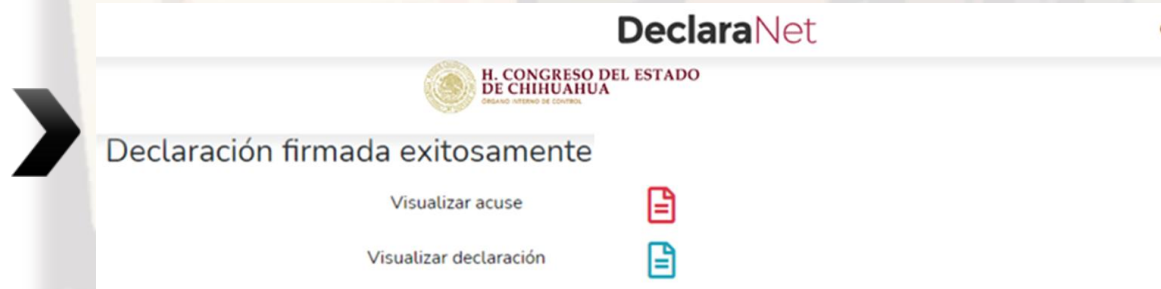 DeclaraNet
H. CONGRESO DEL ESTADO
DE CHIHUAHUA
ÓRGANO INTERNO DE CONTROL
Declaración firmada exitosamente
Visualizar acuse
Visualizar declaración